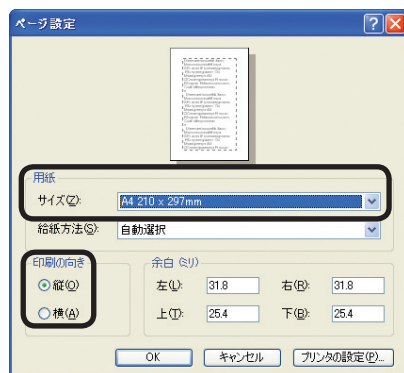 ページ設定
用紙
サイズ(Z): A4 210 x 297mm
給紙方法(S): 自動選択
印刷の向き 余白 (ミリ)
縦(O) 左(L): 31.8 右(R): 31.8
横(A) 上(T): 25.4 下(B): 25.4
OK キャンセル プリンタの設定(P)...